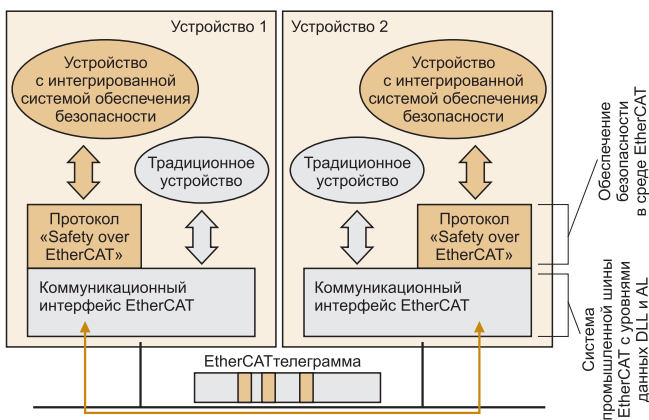 Устройство 1
Устройство
с интегрированной
системой обеспечения
безопасности
Традиционное
устройство
Протокол
«Safety over
EtherCAT»
Коммуникационный
интерфейс EtherCAT
Устройство 2
Устройство
с интегрированной
системой обеспечения
безопасности
Традиционное
устройство
Протокол
«Safety over
EtherCAT»
Коммуникационный
интерфейс EtherCAT
Обеспечение
безопасности
в среде EtherCAT
Система
промышленной шины
EtherCAT с уровнями
данных DLL и AL
EtherCATтелеграмма